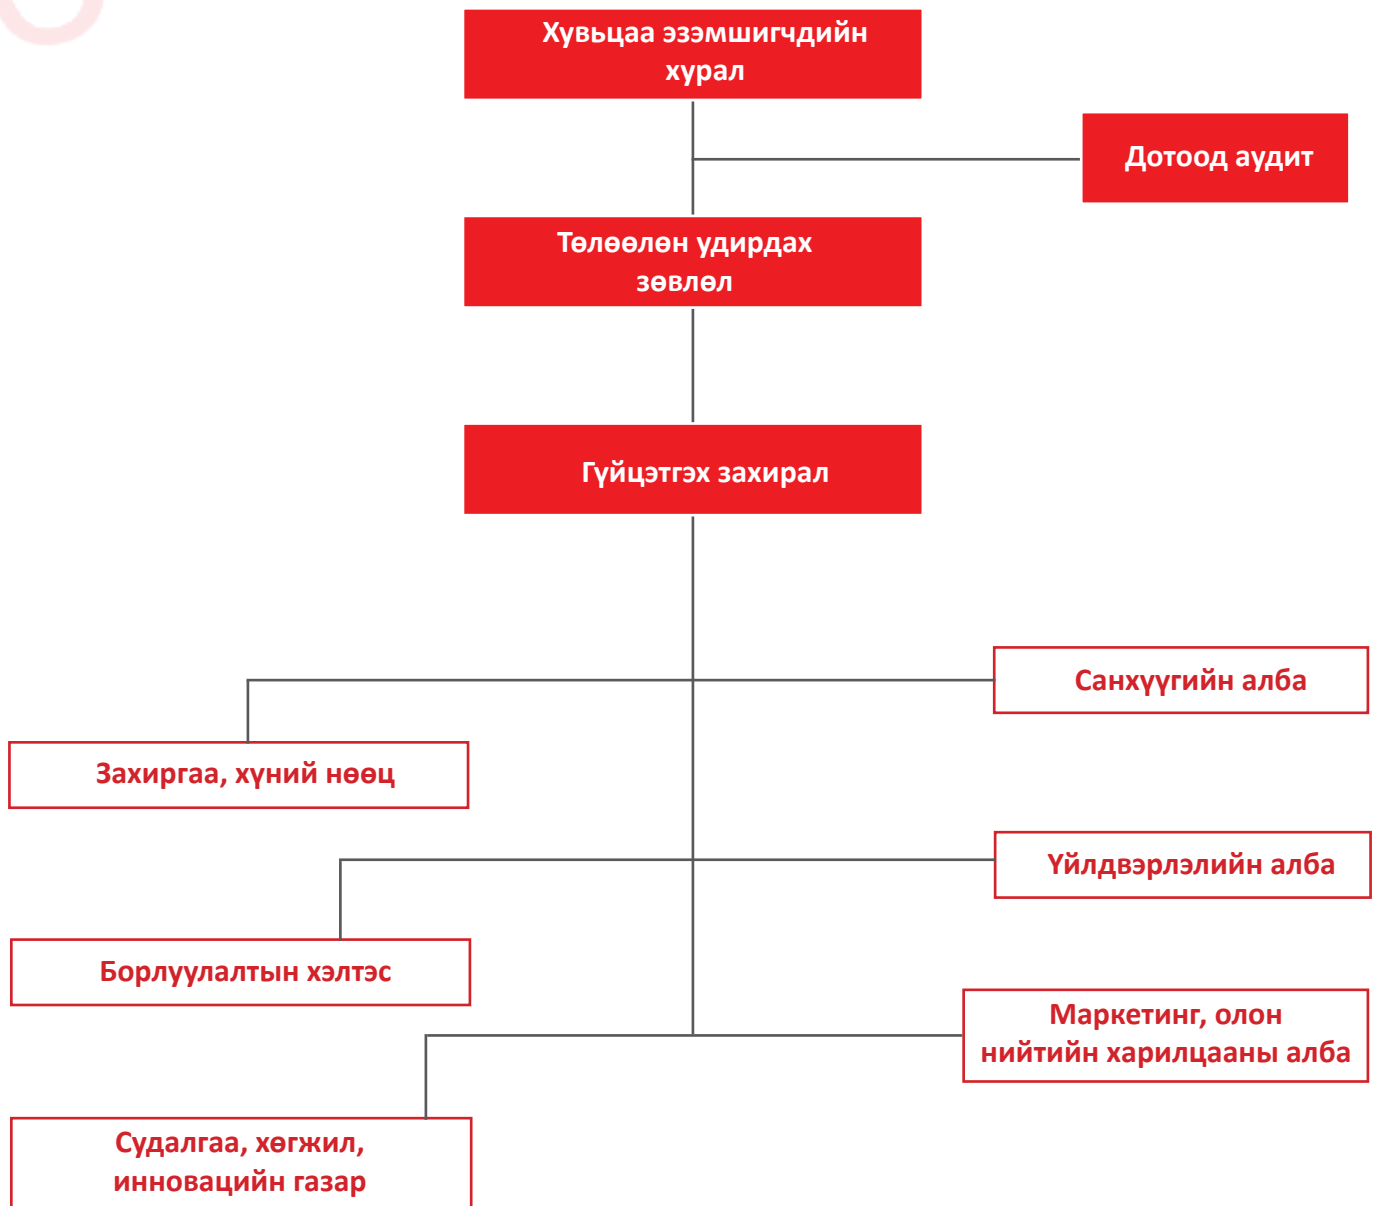 Хувьцаа эзэмшигчдийн
хурал
Дотоод аудит
Төлөөлөн удирдах
зөвлөл
Гүйцэтгэх захирал
Санхүүгийн алба
Захиргаа, хүний нөөц
Үйлдвэрлэлийн алба
Борлуулалтын хэлтэс
Маркетинг, олон
нийтийн харилцааны алба
Судалгаа, хөгжил,
инновацийн газар